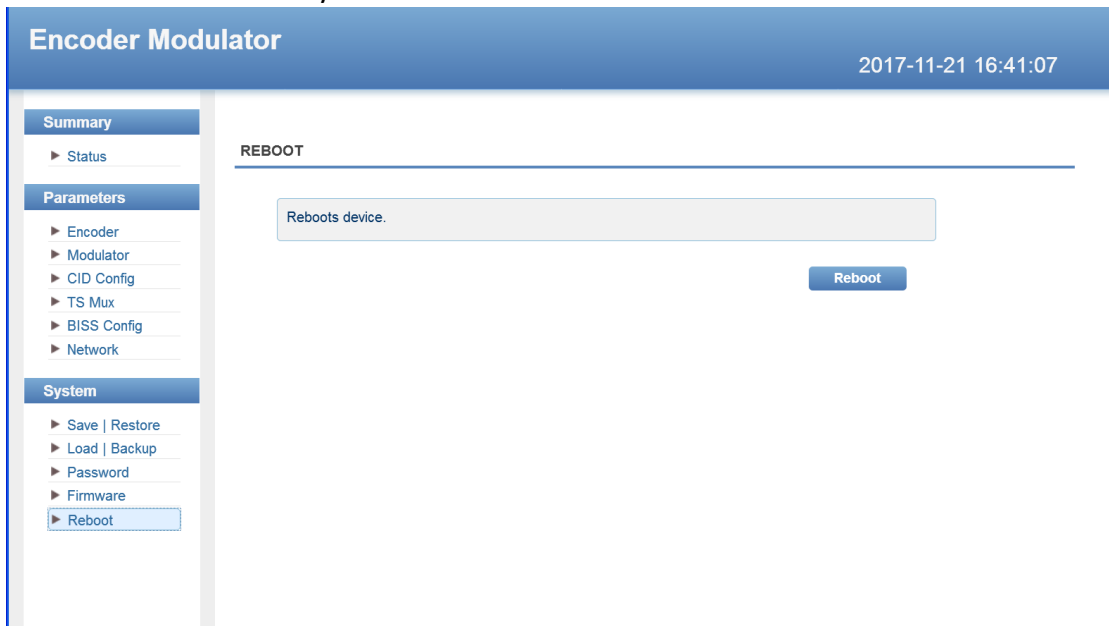 Encoder Modulator
2017-11-21 16:41:07
Summary
Status
Parameters
Encoder
Modulator
CID Config
TS Mux
BISS Config
Network
System
Save | Restore
Load | Backup
Password
Firmware
Reboot
REBOOT
Reboots device.
Reboot